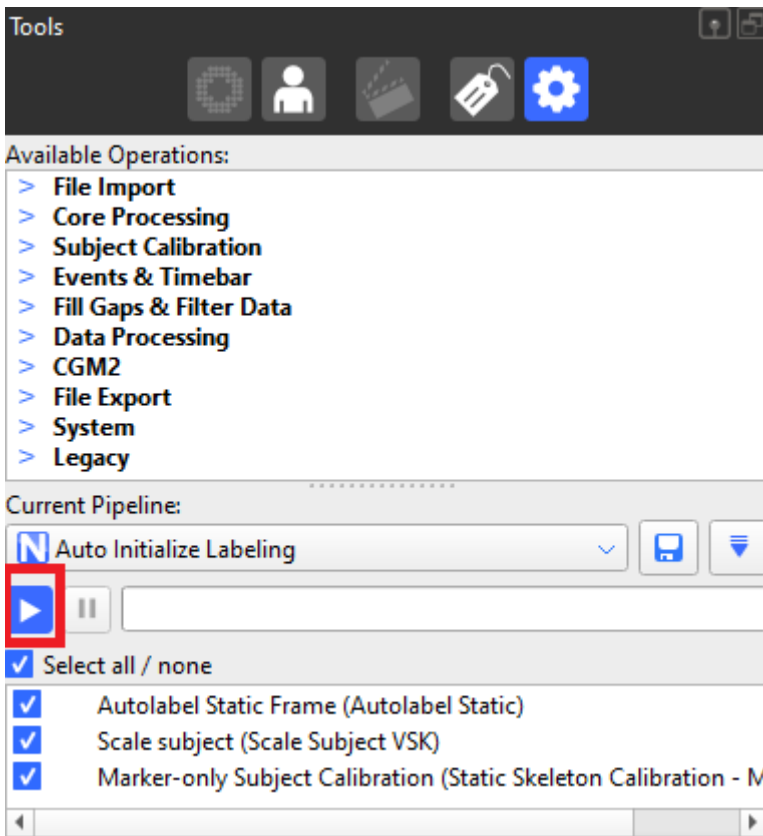 Tools
Available Operations:
> File Import
> Core Processing
> Subject Calibration
> Events & Timebar
> Fill Gaps & Filter Data
> Data Processing
> CGM2
> File Export
> System
> Legacy
Current Pipeline:
N Auto Initialize Labeling
Select all / none
Autolabel Static Frame (Autolabel Static)
Scale subject (Scale Subject VSK)
Marker-only Subject Calibration (Static Skeleton Calibration - M